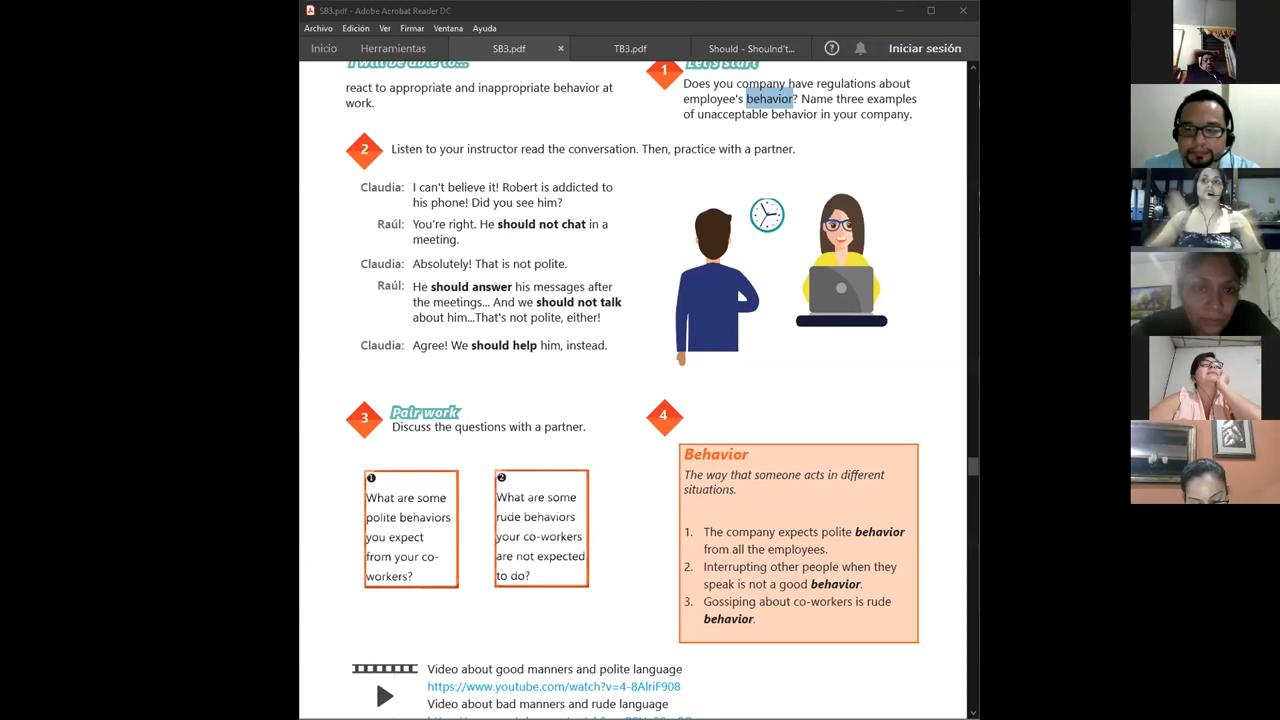 SB3.pdf - Adobe Acrobat Reader DC
Archivo Edición Ver Firmar Ventana Ayuda
Inicio Herramientas SB3.pdf × TB3.pdf Should - Shoulnd't... Iniciar sesión
I will be able to...
react to appropriate and inappropriate behavior at
work.
1 Let's start
Does you company have regulations about
employee's behavior? Name three examples
of unacceptable behavior in your company.
2 Listen to your instructor read the conversation. Then, practice with a partner.
Claudia: I can't believe it! Robert is addicted to
his phone! Did you see him?
Raúl: You're right. He should not chat in a
meeting.
Claudia: Absolutely! That is not polite.
Raúl: He should answer his messages after
the meetings... And we should not talk
about him...That's not polite, either!
Claudia: Agree! We should help him, instead.
3 Pair work
Discuss the questions with a partner.
1
What are some
polite behaviors
you expect
from your co-
workers?
2
What are some
rude behaviors
your co-workers
are not expected
to do?
4
Behavior
The way that someone acts in different
situations.
1. The company expects polite behavior
from all the employees.
2. Interrupting other people when they
speak is not a good behavior.
3. Gossiping about co-workers is rude
behavior.
Video about good manners and polite language
https://www.youtube.com/watch?v=4-8AlriF908
Video about bad manners and rude language